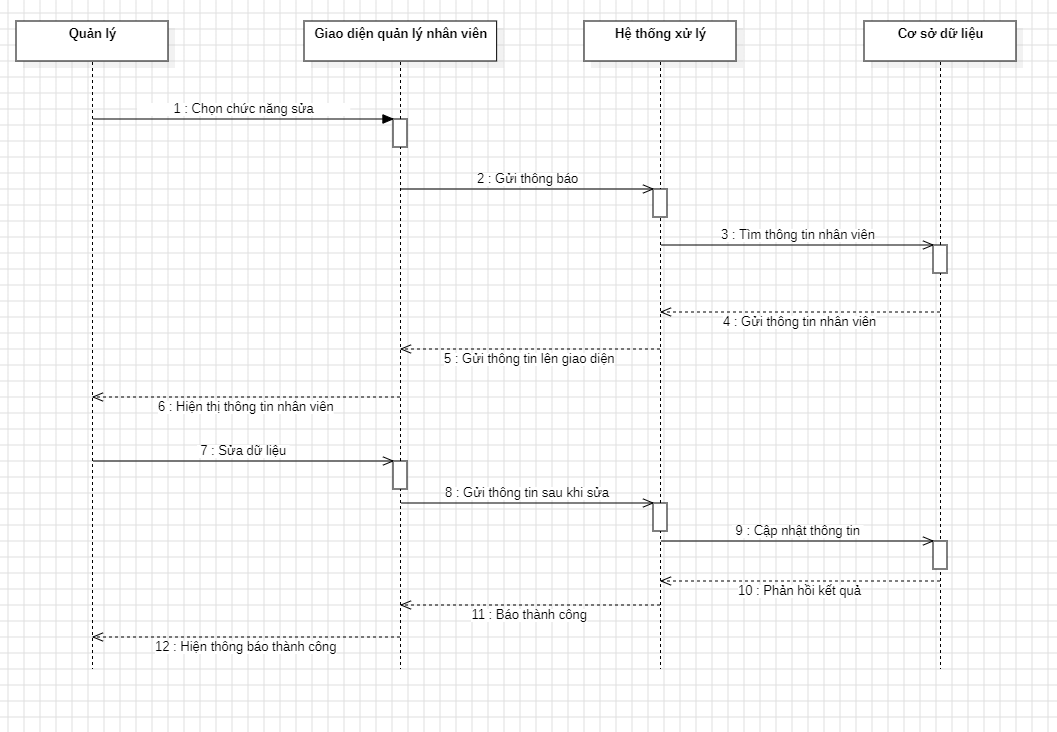 Quản lý
Giao diện quản lý nhân viên
Hệ thống xử lý
Cơ sở dữ liệu
1 : Chọn chức năng sửa
2 : Gửi thông báo
3 : Tìm thông tin nhân viên
4 : Gửi thông tin nhân viên
5 : Gửi thông tin lên giao diện
6 : Hiện thị thông tin nhân viên
7 : Sửa dữ liệu
8 : Gửi thông tin sau khi sửa
9 : Cập nhật thông tin
10 : Phản hồi kết quả
11 : Báo thành công
12 : Hiện thông báo thành công